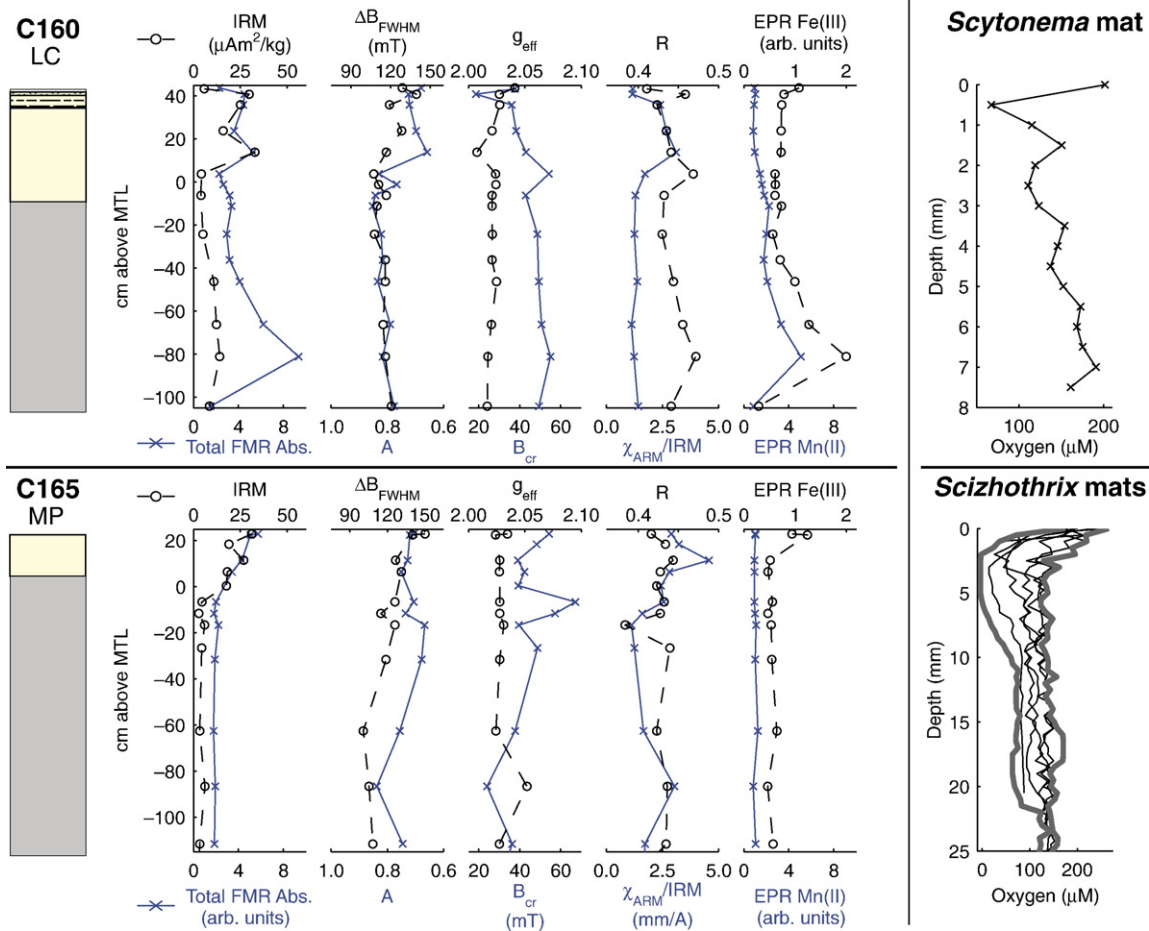 C160
LC
IRM
(μAm²/kg)
0 25 50
ΔB_FWHM
(mT)
90 120 150
g_eff
2.00 2.05 2.10
R
0.4 0.5
EPR Fe(III)
(arb. units)
0 1 2
cm above MTL
40
20
0
−20
−40
−60
−80
−100
0 4 8
Total FMR Abs.
1.0 0.8 0.6
A
20 40 60
B_cr
0.0 2.5 5.0
χ_ARM/IRM
4 8
EPR Mn(II)
Scytonema mat
Depth (mm)
0
1
2
3
4
5
6
7
8
100 200
Oxygen (μM)
C165
MP
IRM
0 25 50
ΔB_FWHM
90 120 150
g_eff
2.00 2.05 2.10
R
0.4 0.5
EPR Fe(III)
0 1 2
cm above MTL
20
0
−20
−40
−60
−80
−100
0 4 8
Total FMR Abs.
(arb. units)
1.0 0.8 0.6
A
20 40 60
B_cr
(mT)
0.0 2.5 5.0
χ_ARM/IRM
(mm/A)
0 4 8
EPR Mn(II)
(arb. units)
Scizhothrix mats
Depth (mm)
0
5
10
15
20
25
0 100 200
Oxygen (μM)